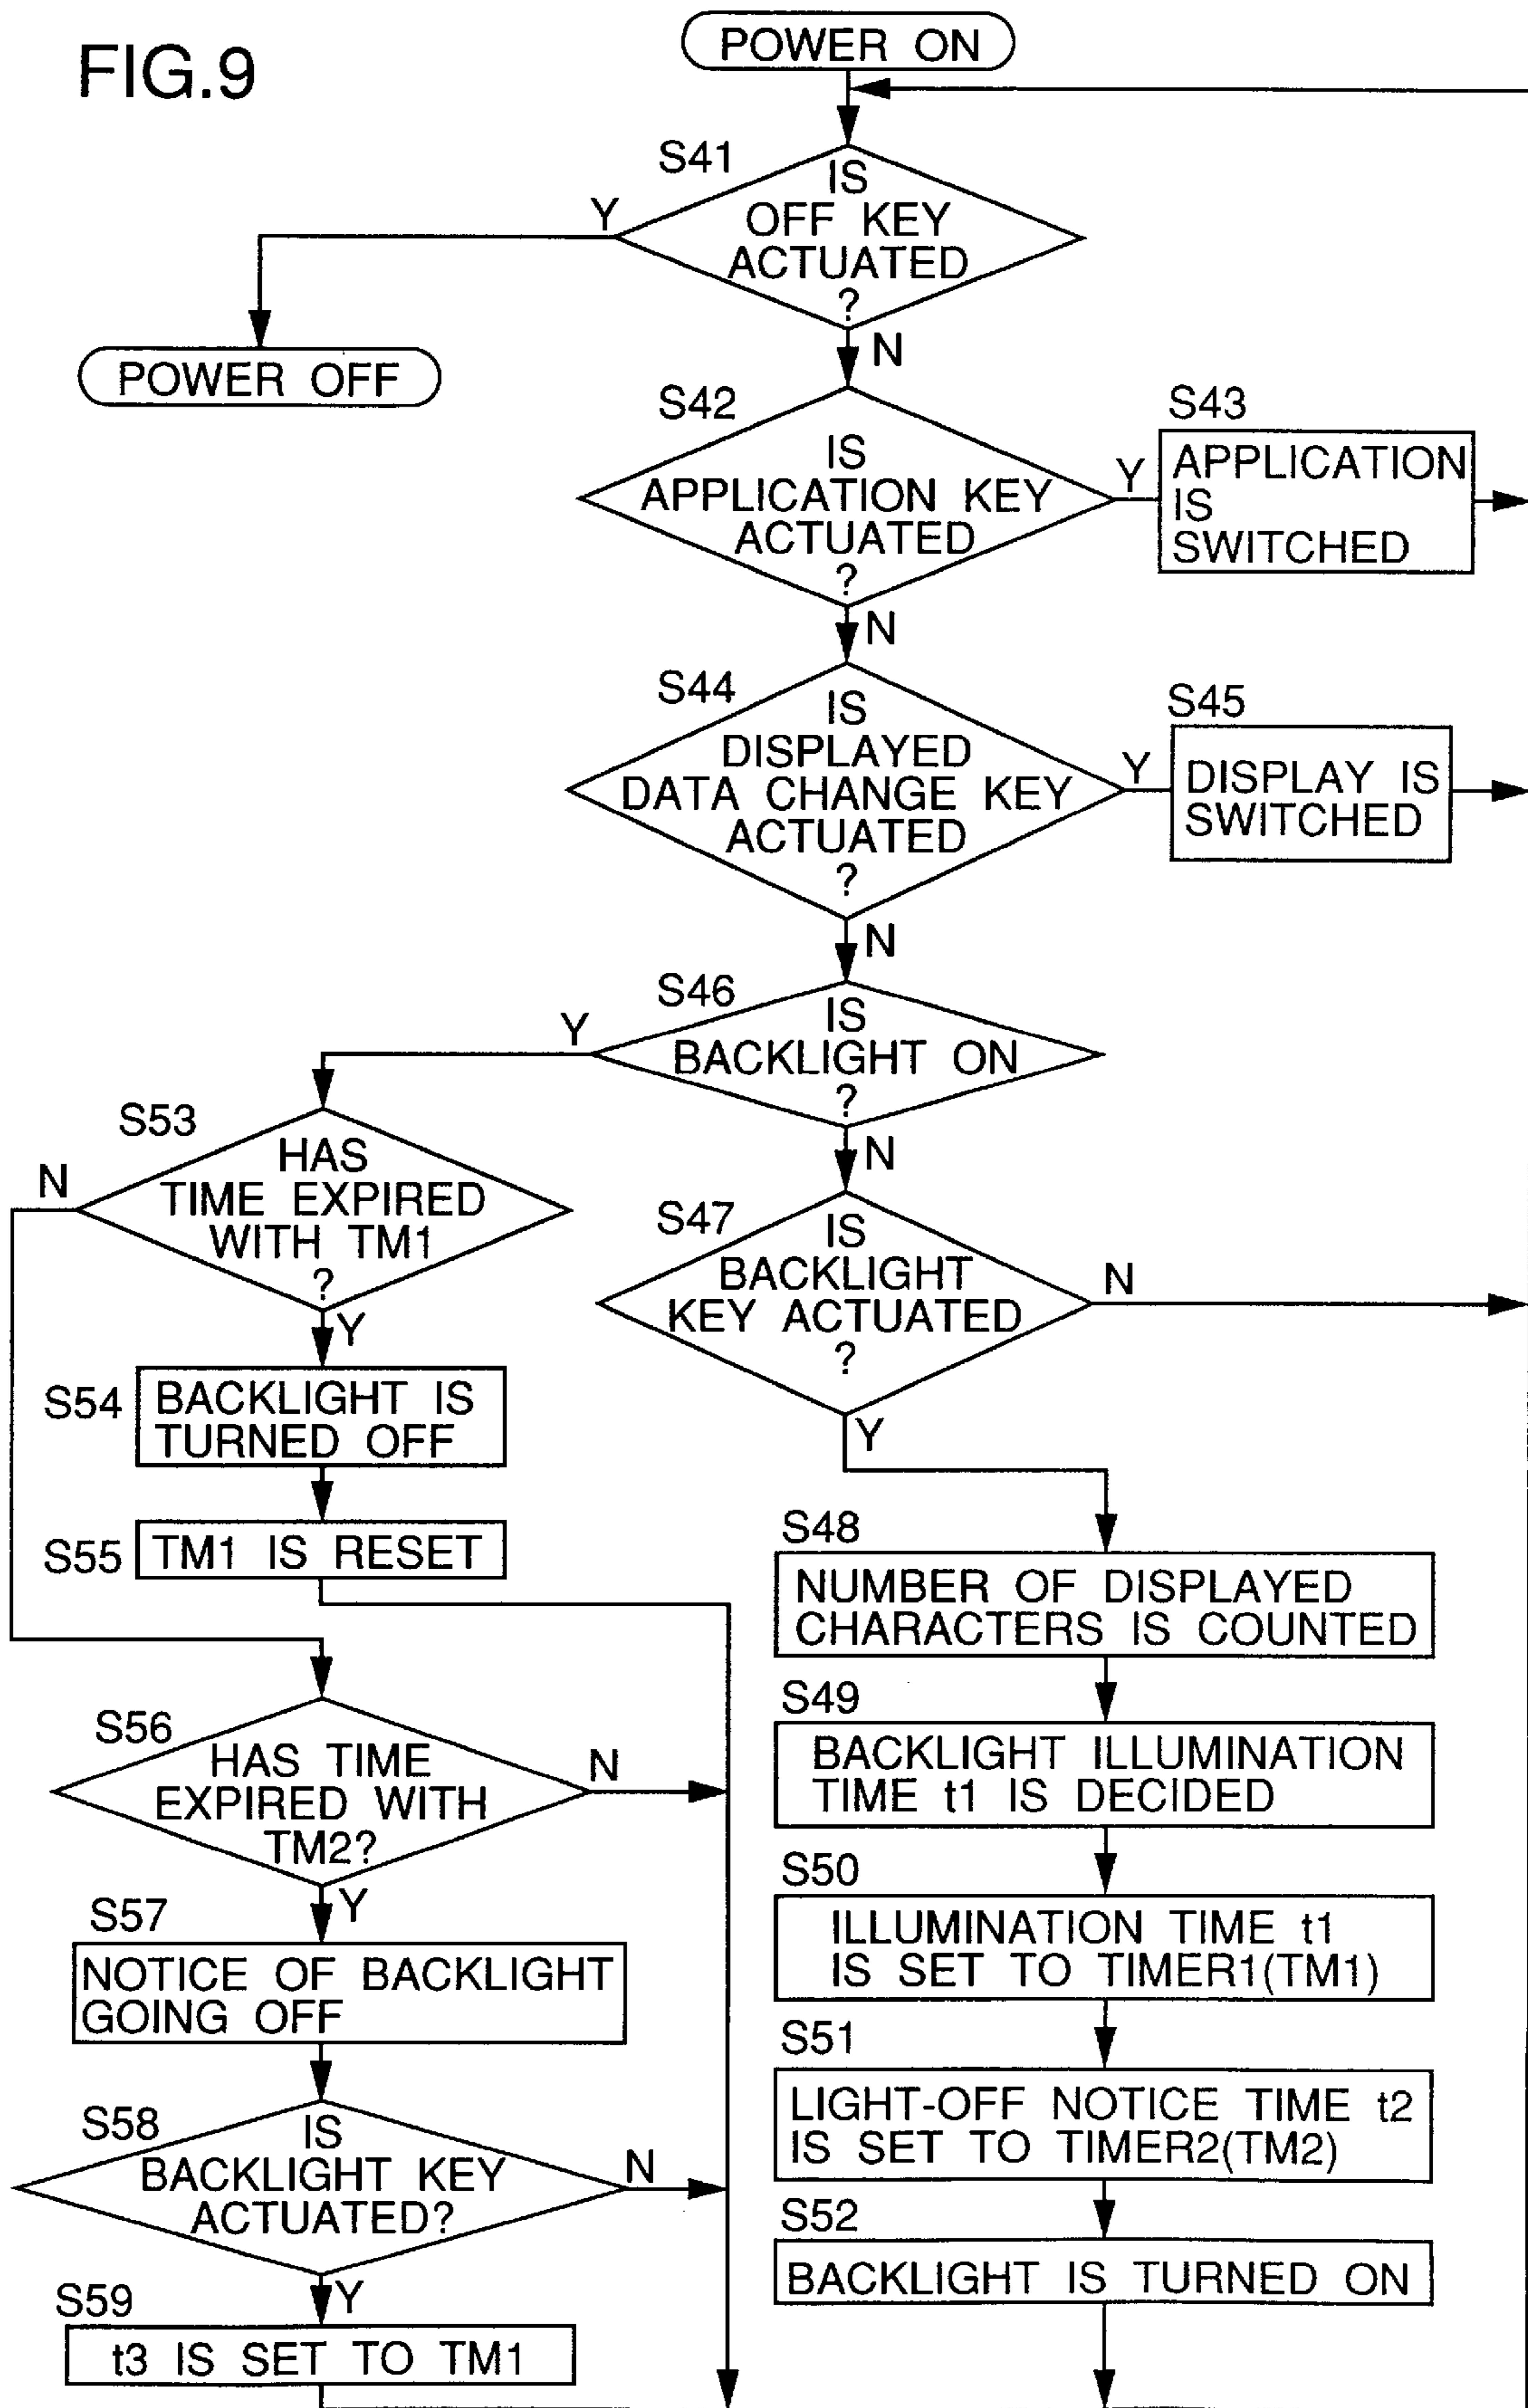 FIG.9
POWER ON
S41
IS
OFF KEY
ACTUATED
?
Y
N
POWER OFF
S42
IS
APPLICATION KEY
ACTUATED
?
Y
N
S43
APPLICATION
IS
SWITCHED
S44
IS
DISPLAYED
DATA CHANGE KEY
ACTUATED
?
Y
N
S45
DISPLAY IS
SWITCHED
S46
IS
BACKLIGHT ON
?
Y
N
S53
HAS
TIME EXPIRED
WITH TM1
?
N
Y
S47
IS
BACKLIGHT
KEY ACTUATED
?
N
Y
S54
BACKLIGHT IS
TURNED OFF
S55
TM1 IS RESET
S48
NUMBER OF DISPLAYED
CHARACTERS IS COUNTED
S49
BACKLIGHT ILLUMINATION
TIME t1 IS DECIDED
S50
ILLUMINATION TIME t1
IS SET TO TIMER1(TM1)
S51
LIGHT-OFF NOTICE TIME t2
IS SET TO TIMER2(TM2)
S52
BACKLIGHT IS TURNED ON
S56
HAS TIME
EXPIRED WITH
TM2?
N
Y
S57
NOTICE OF BACKLIGHT
GOING OFF
S58
IS
BACKLIGHT KEY
ACTUATED?
N
Y
S59
t3 IS SET TO TM1